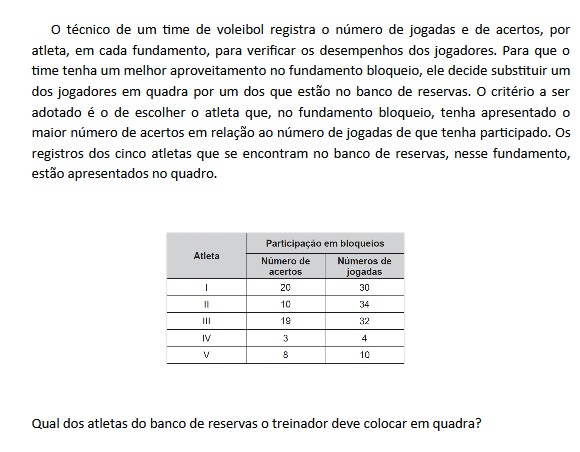 O técnico de um time de voleibol registra o número de jogadas e de acertos, por
atleta, em cada fundamento, para verificar os desempenhos dos jogadores. Para que o
time tenha um melhor aproveitamento no fundamento bloqueio, ele decide substituir um
dos jogadores em quadra por um dos que estão no banco de reservas. O critério a ser
adotado é o de escolher o atleta que, no fundamento bloqueio, tenha apresentado o
maior número de acertos em relação ao número de jogadas de que tenha participado. Os
registros dos cinco atletas que se encontram no banco de reservas, nesse fundamento,
estão apresentados no quadro.
Atleta
Participação em bloqueios
Número de acertos
Números de jogadas
I 20 30
II 10 34
III 19 32
IV 3 4
V 8 10
Qual dos atletas do banco de reservas o treinador deve colocar em quadra?